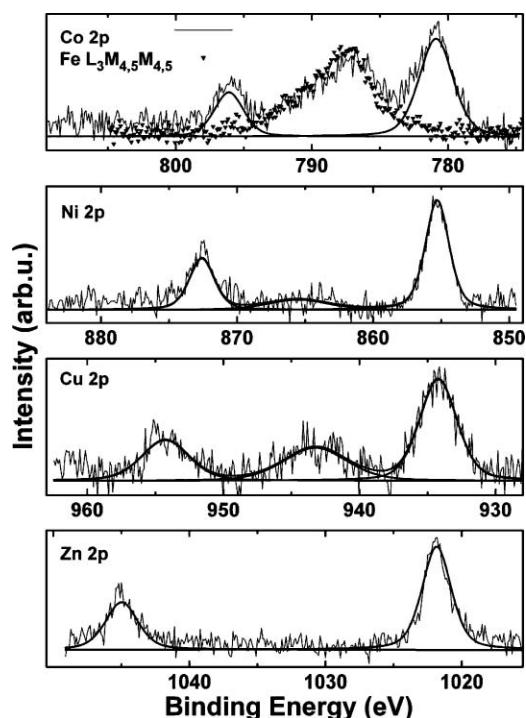 Co 2p
Fe L₃M₄,₅M₄,₅
800 790 780
Ni 2p
880 870 860 850
Cu 2p
960 950 940 930
Zn 2p
1040 1030 1020
Intensity (arb.u.)
Binding Energy (eV)